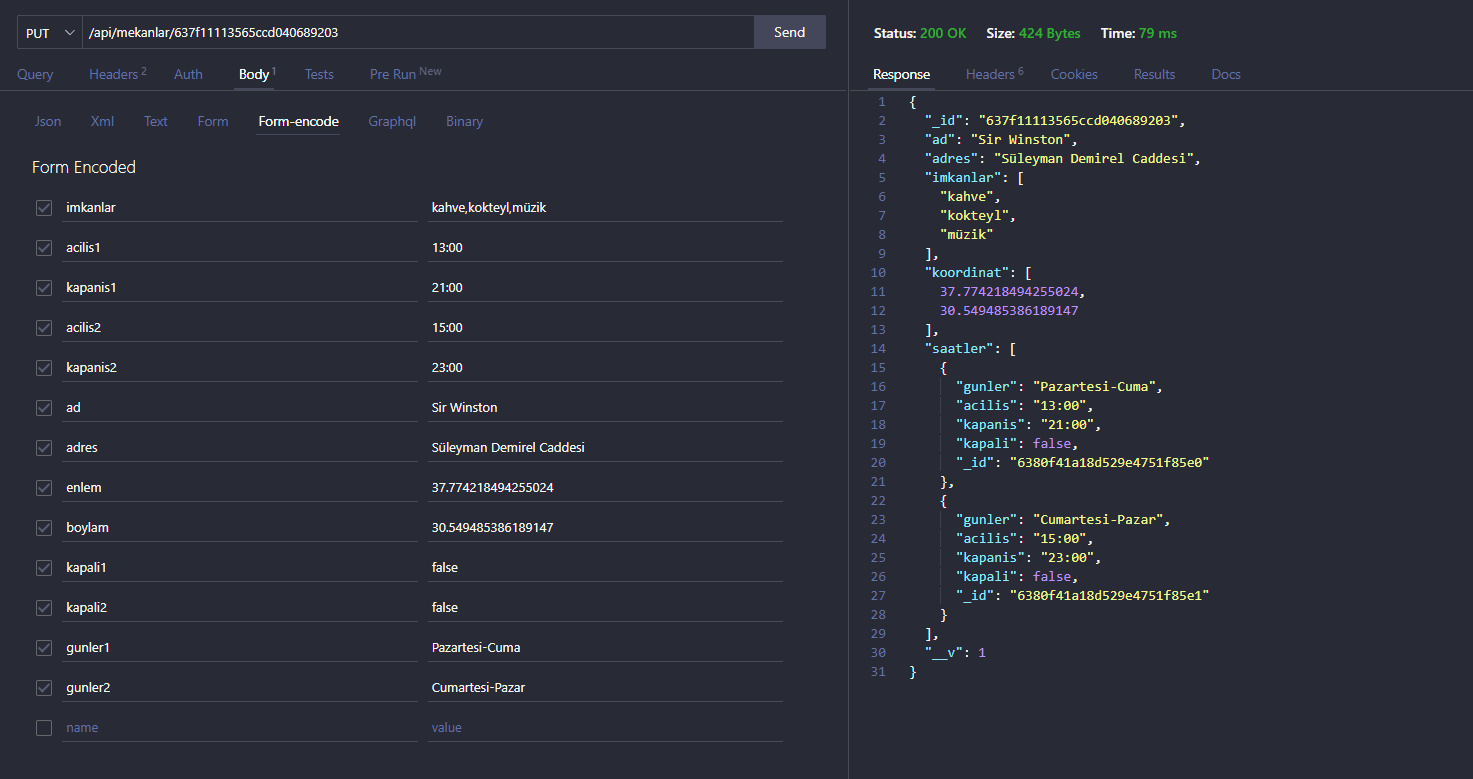 PUT /api/mekanlar/637f11113565ccd040689203 Send
Query Headers 2 Auth Body 1 Tests Pre Run New
Json Xml Text Form Form-encode Graphql Binary
Form Encoded
imkanlar kahve,kokteyl,müzik
acilis1 13:00
kapanis1 21:00
acilis2 15:00
kapanis2 23:00
ad Sir Winston
adres Süleyman Demirel Caddesi
enlem 37.774218494255024
boylam 30.549485386189147
kapali1 false
kapali2 false
gunler1 Pazartesi-Cuma
gunler2 Cumartesi-Pazar
name value
Status: 200 OK Size: 424 Bytes Time: 79 ms
Response Headers 6 Cookies Results Docs
1 {
2 "_id": "637f11113565ccd040689203",
3 "ad": "Sir Winston",
4 "adres": "Süleyman Demirel Caddesi",
5 "imkanlar": [
6 "kahve",
7 "kokteyl",
8 "müzik"
9 ],
10 "koordinat": [
11 37.774218494255024,
12 30.549485386189147
13 ],
14 "saatler": [
15 {
16 "gunler": "Pazartesi-Cuma",
17 "acilis": "13:00",
18 "kapanis": "21:00",
19 "kapali": false,
20 "_id": "6380f41a18d529e4751f85e0"
21 },
22 {
23 "gunler": "Cumartesi-Pazar",
24 "acilis": "15:00",
25 "kapanis": "23:00",
26 "kapali": false,
27 "_id": "6380f41a18d529e4751f85e1"
28 }
29 ],
30 "__v": 1
31 }